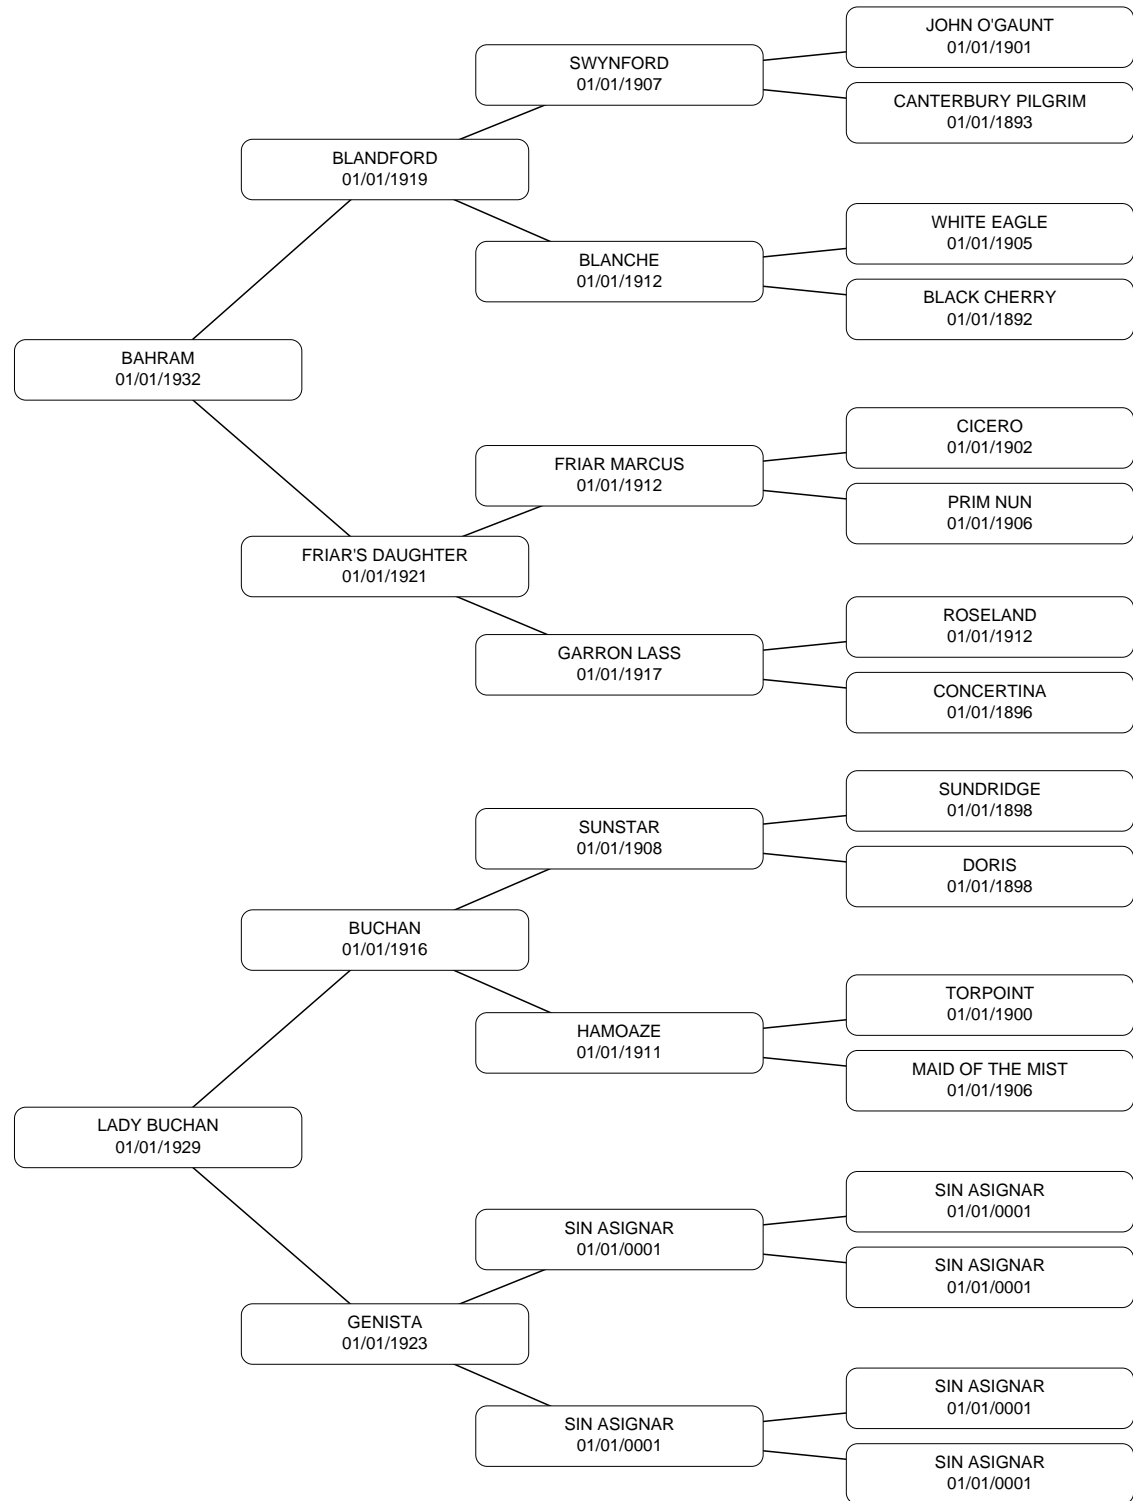 JOHN O'GAUNT
01/01/1901
SWYNFORD
01/01/1907
CANTERBURY PILGRIM
01/01/1893
BLANDFORD
01/01/1919
WHITE EAGLE
01/01/1905
BLANCHE
01/01/1912
BLACK CHERRY
01/01/1892
BAHRAM
01/01/1932
CICERO
01/01/1902
FRIAR MARCUS
01/01/1912
PRIM NUN
01/01/1906
FRIAR'S DAUGHTER
01/01/1921
ROSELAND
01/01/1912
GARRON LASS
01/01/1917
CONCERTINA
01/01/1896
SUNDRIDGE
01/01/1898
SUNSTAR
01/01/1908
DORIS
01/01/1898
BUCHAN
01/01/1916
TORPOINT
01/01/1900
HAMOAZE
01/01/1911
MAID OF THE MIST
01/01/1906
LADY BUCHAN
01/01/1929
SIN ASIGNAR
01/01/0001
SIN ASIGNAR
01/01/0001
SIN ASIGNAR
01/01/0001
GENISTA
01/01/1923
SIN ASIGNAR
01/01/0001
SIN ASIGNAR
01/01/0001
SIN ASIGNAR
01/01/0001